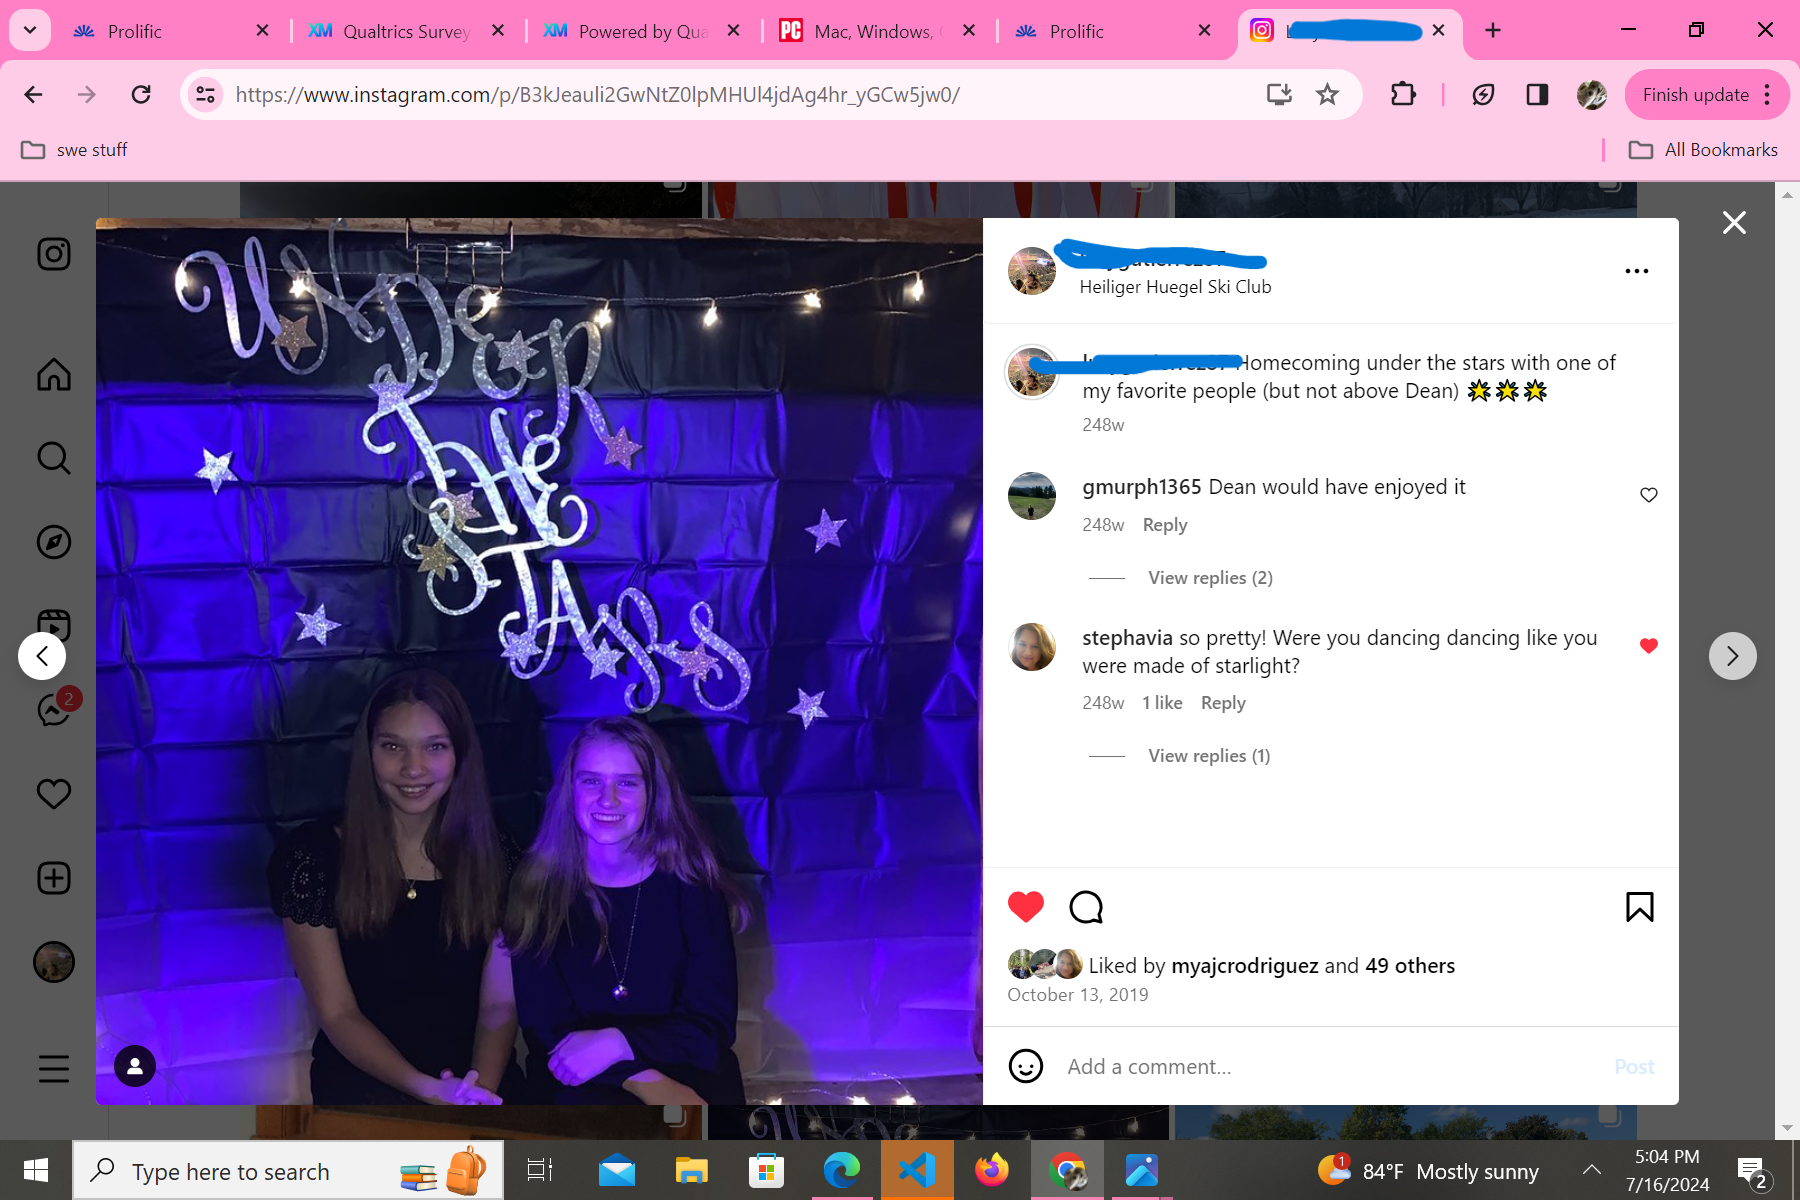 Prolific
Qualtrics Survey
Powered by Qua
Mac, Windows,
Prolific
https://www.instagram.com/p/B3kJeauli2GwNtZ0lpMHUl4jdAg4hr_yGCw5jw0/
Finish update
swe stuff
All Bookmarks
UNDER
THE
STARS
Heiliger Huegel Ski Club
Homecoming under the stars with one of
my favorite people (but not above Dean)
248w
gmurph1365 Dean would have enjoyed it
248w Reply
View replies (2)
stephavia so pretty! Were you dancing dancing like you
were made of starlight?
248w 1 like Reply
View replies (1)
2
Liked by myajcrodriguez and 49 others
October 13, 2019
Add a comment...
Post
Type here to search
1
84°F Mostly sunny
5:04 PM
7/16/2024
2